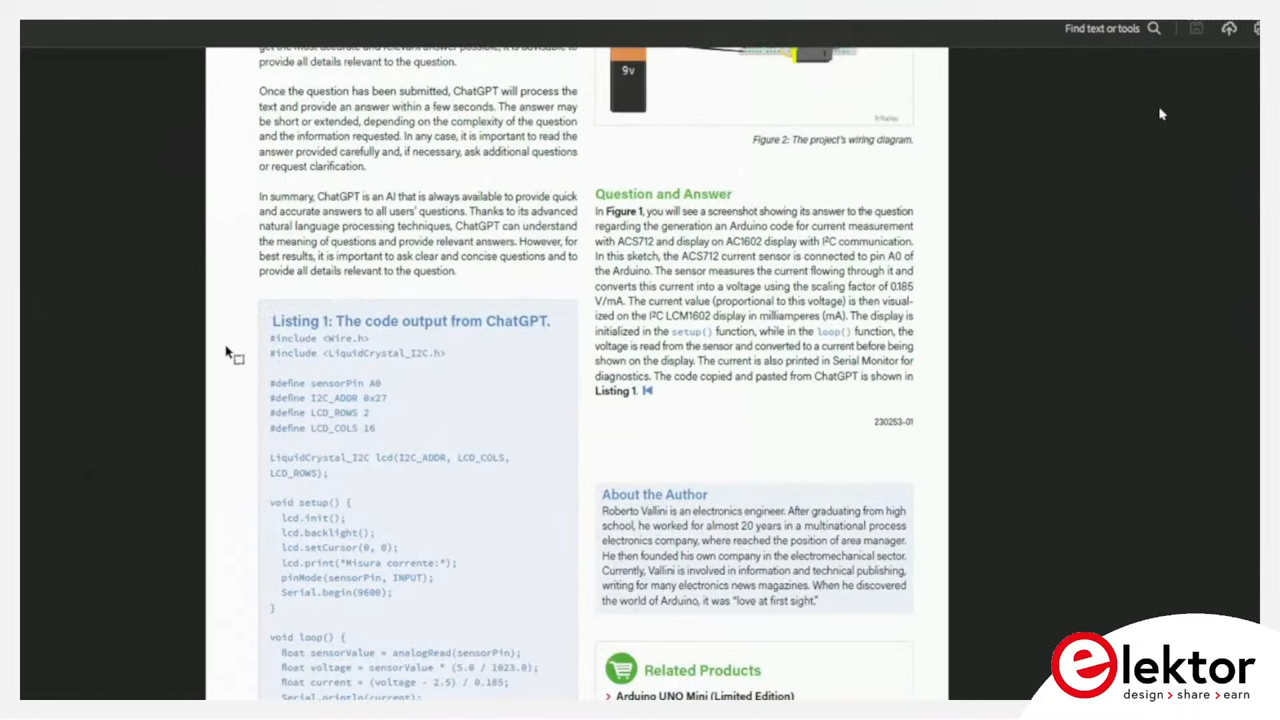 Find text or tools
get the most accurate and relevant answer possible, it is advisable to
provide all details relevant to the question.
Once the question has been submitted, ChatGPT will process the
text and provide an answer within a few seconds. The answer may
be short or extended, depending on the complexity of the question
and the information requested. In any case, it is important to read the
answer provided carefully and, if necessary, ask additional questions
or request clarification.
In summary, ChatGPT is an AI that is always available to provide quick
and accurate answers to all users' questions. Thanks to its advanced
natural language processing techniques, ChatGPT can understand
the meaning of questions and provide relevant answers. However, for
best results, it is important to ask clear and concise questions and to
provide all details relevant to the question.
Listing 1: The code output from ChatGPT.
#include <Wire.h>
#include <LiquidCrystal_I2C.h>
#define sensorPin A0
#define I2C_ADDR 0x27
#define LCD_ROWS 2
#define LCD_COLS 16
LiquidCrystal_I2C lcd(I2C_ADDR, LCD_COLS,
LCD_ROWS);
void setup() {
lcd.init();
lcd.backlight();
lcd.setCursor(0, 0);
lcd.print("Misura corrente:");
pinMode(sensorPin, INPUT);
Serial.begin(9600);
}
void loop() {
float sensorValue = analogRead(sensorPin);
float voltage = sensorValue * (5.0 / 1023.0);
float current = (voltage - 2.5) / 0.185;
Serial.println(current);
9v
fritzing
Figure 2: The project's wiring diagram.
Question and Answer
In Figure 1, you will see a screenshot showing its answer to the question
regarding the generation an Arduino code for current measurement
with ACS712 and display on AC1602 display with I²C communication.
In this sketch, the ACS712 current sensor is connected to pin A0 of
the Arduino. The sensor measures the current flowing through it and
converts this current into a voltage using the scaling factor of 0.185
V/mA. The current value (proportional to this voltage) is then visual-
ized on the I²C LCM1602 display in milliamperes (mA). The display is
initialized in the setup() function, while in the loop() function, the
voltage is read from the sensor and converted to a current before being
shown on the display. The current is also printed in Serial Monitor for
diagnostics. The code copied and pasted from ChatGPT is shown in
Listing 1.
230253-01
About the Author
Roberto Vallini is an electronics engineer. After graduating from high
school, he worked for almost 20 years in a multinational process
electronics company, where reached the position of area manager.
He then founded his own company in the electromechanical sector.
Currently, Vallini is involved in information and technical publishing,
writing for many electronics news magazines. When he discovered
the world of Arduino, it was "love at first sight."
Related Products
> Arduino UNO Mini (Limited Edition)
elektor
design > share > earn